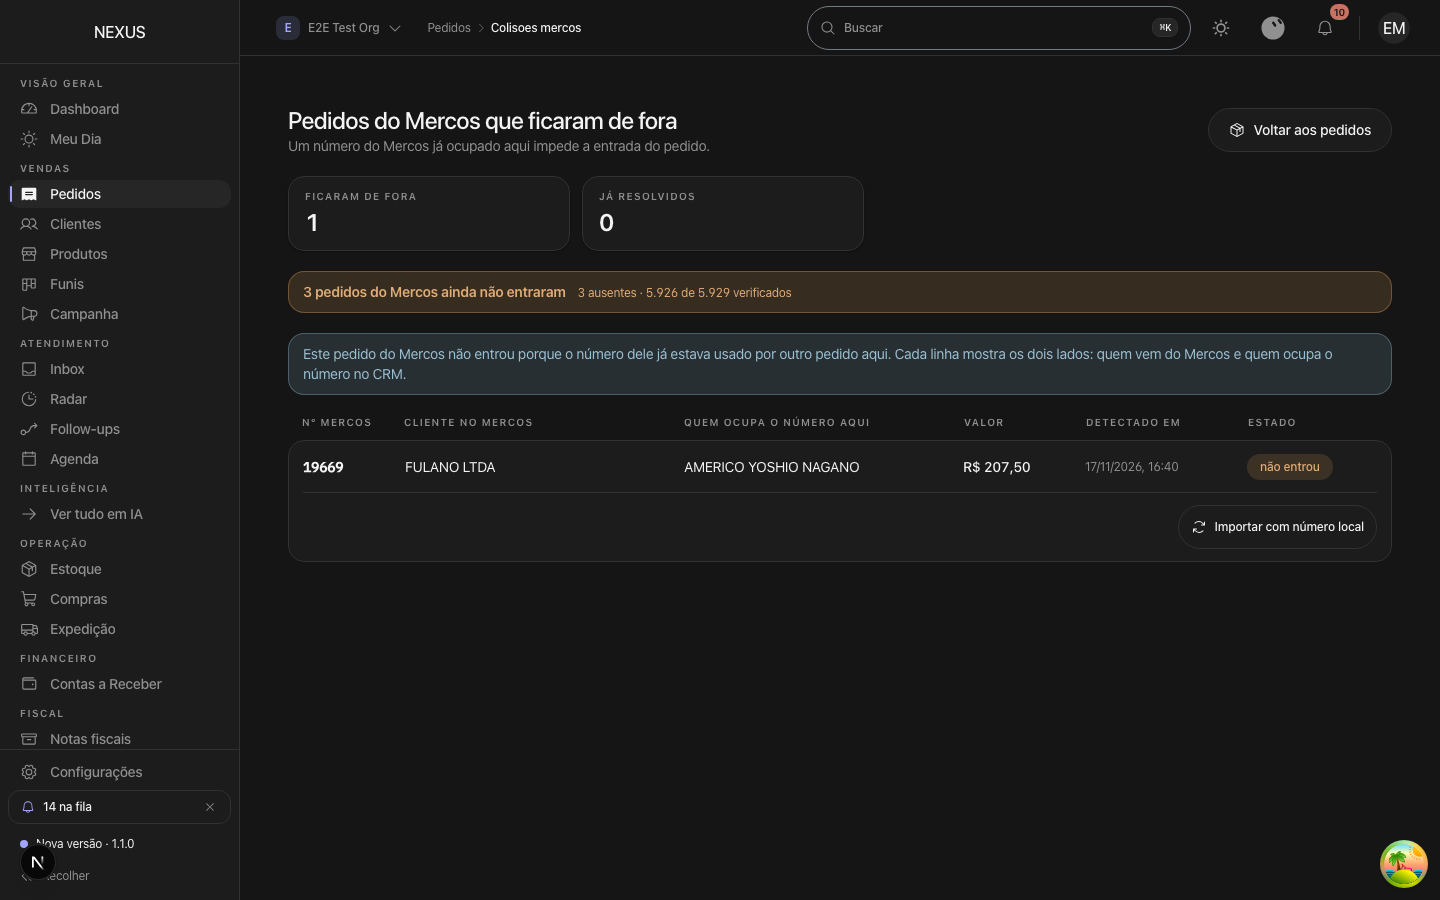 NEXUS
VISÃO GERAL
Dashboard
Meu Dia
VENDAS
Pedidos
Clientes
Produtos
Funis
Campanha
ATENDIMENTO
Inbox
Radar
Follow-ups
Agenda
INTELIGÊNCIA
Ver tudo em IA
OPERAÇÃO
Estoque
Compras
Expedição
FINANCEIRO
Contas a Receber
FISCAL
Notas fiscais
Configurações
14 na fila
Nova versão · 1.1.0
N
E E2E Test Org Pedidos Colisoes mercos
Buscar ⌘K
10
EM
Pedidos do Mercos que ficaram de fora
Um número do Mercos já ocupado aqui impede a entrada do pedido.
Voltar aos pedidos
FICARAM DE FORA
1
JÁ RESOLVIDOS
0
3 pedidos do Mercos ainda não entraram 3 ausentes · 5.926 de 5.929 verificados
Este pedido do Mercos não entrou porque o número dele já estava usado por outro pedido aqui. Cada linha mostra os dois lados: quem vem do Mercos e quem ocupa o
número no CRM.
Nº MERCOS CLIENTE NO MERCOS QUEM OCUPA O NÚMERO AQUI VALOR DETECTADO EM ESTADO
19669 FULANO LTDA AMERICO YOSHIO NAGANO R$ 207,50 17/11/2026, 16:40 não entrou
Importar com número local